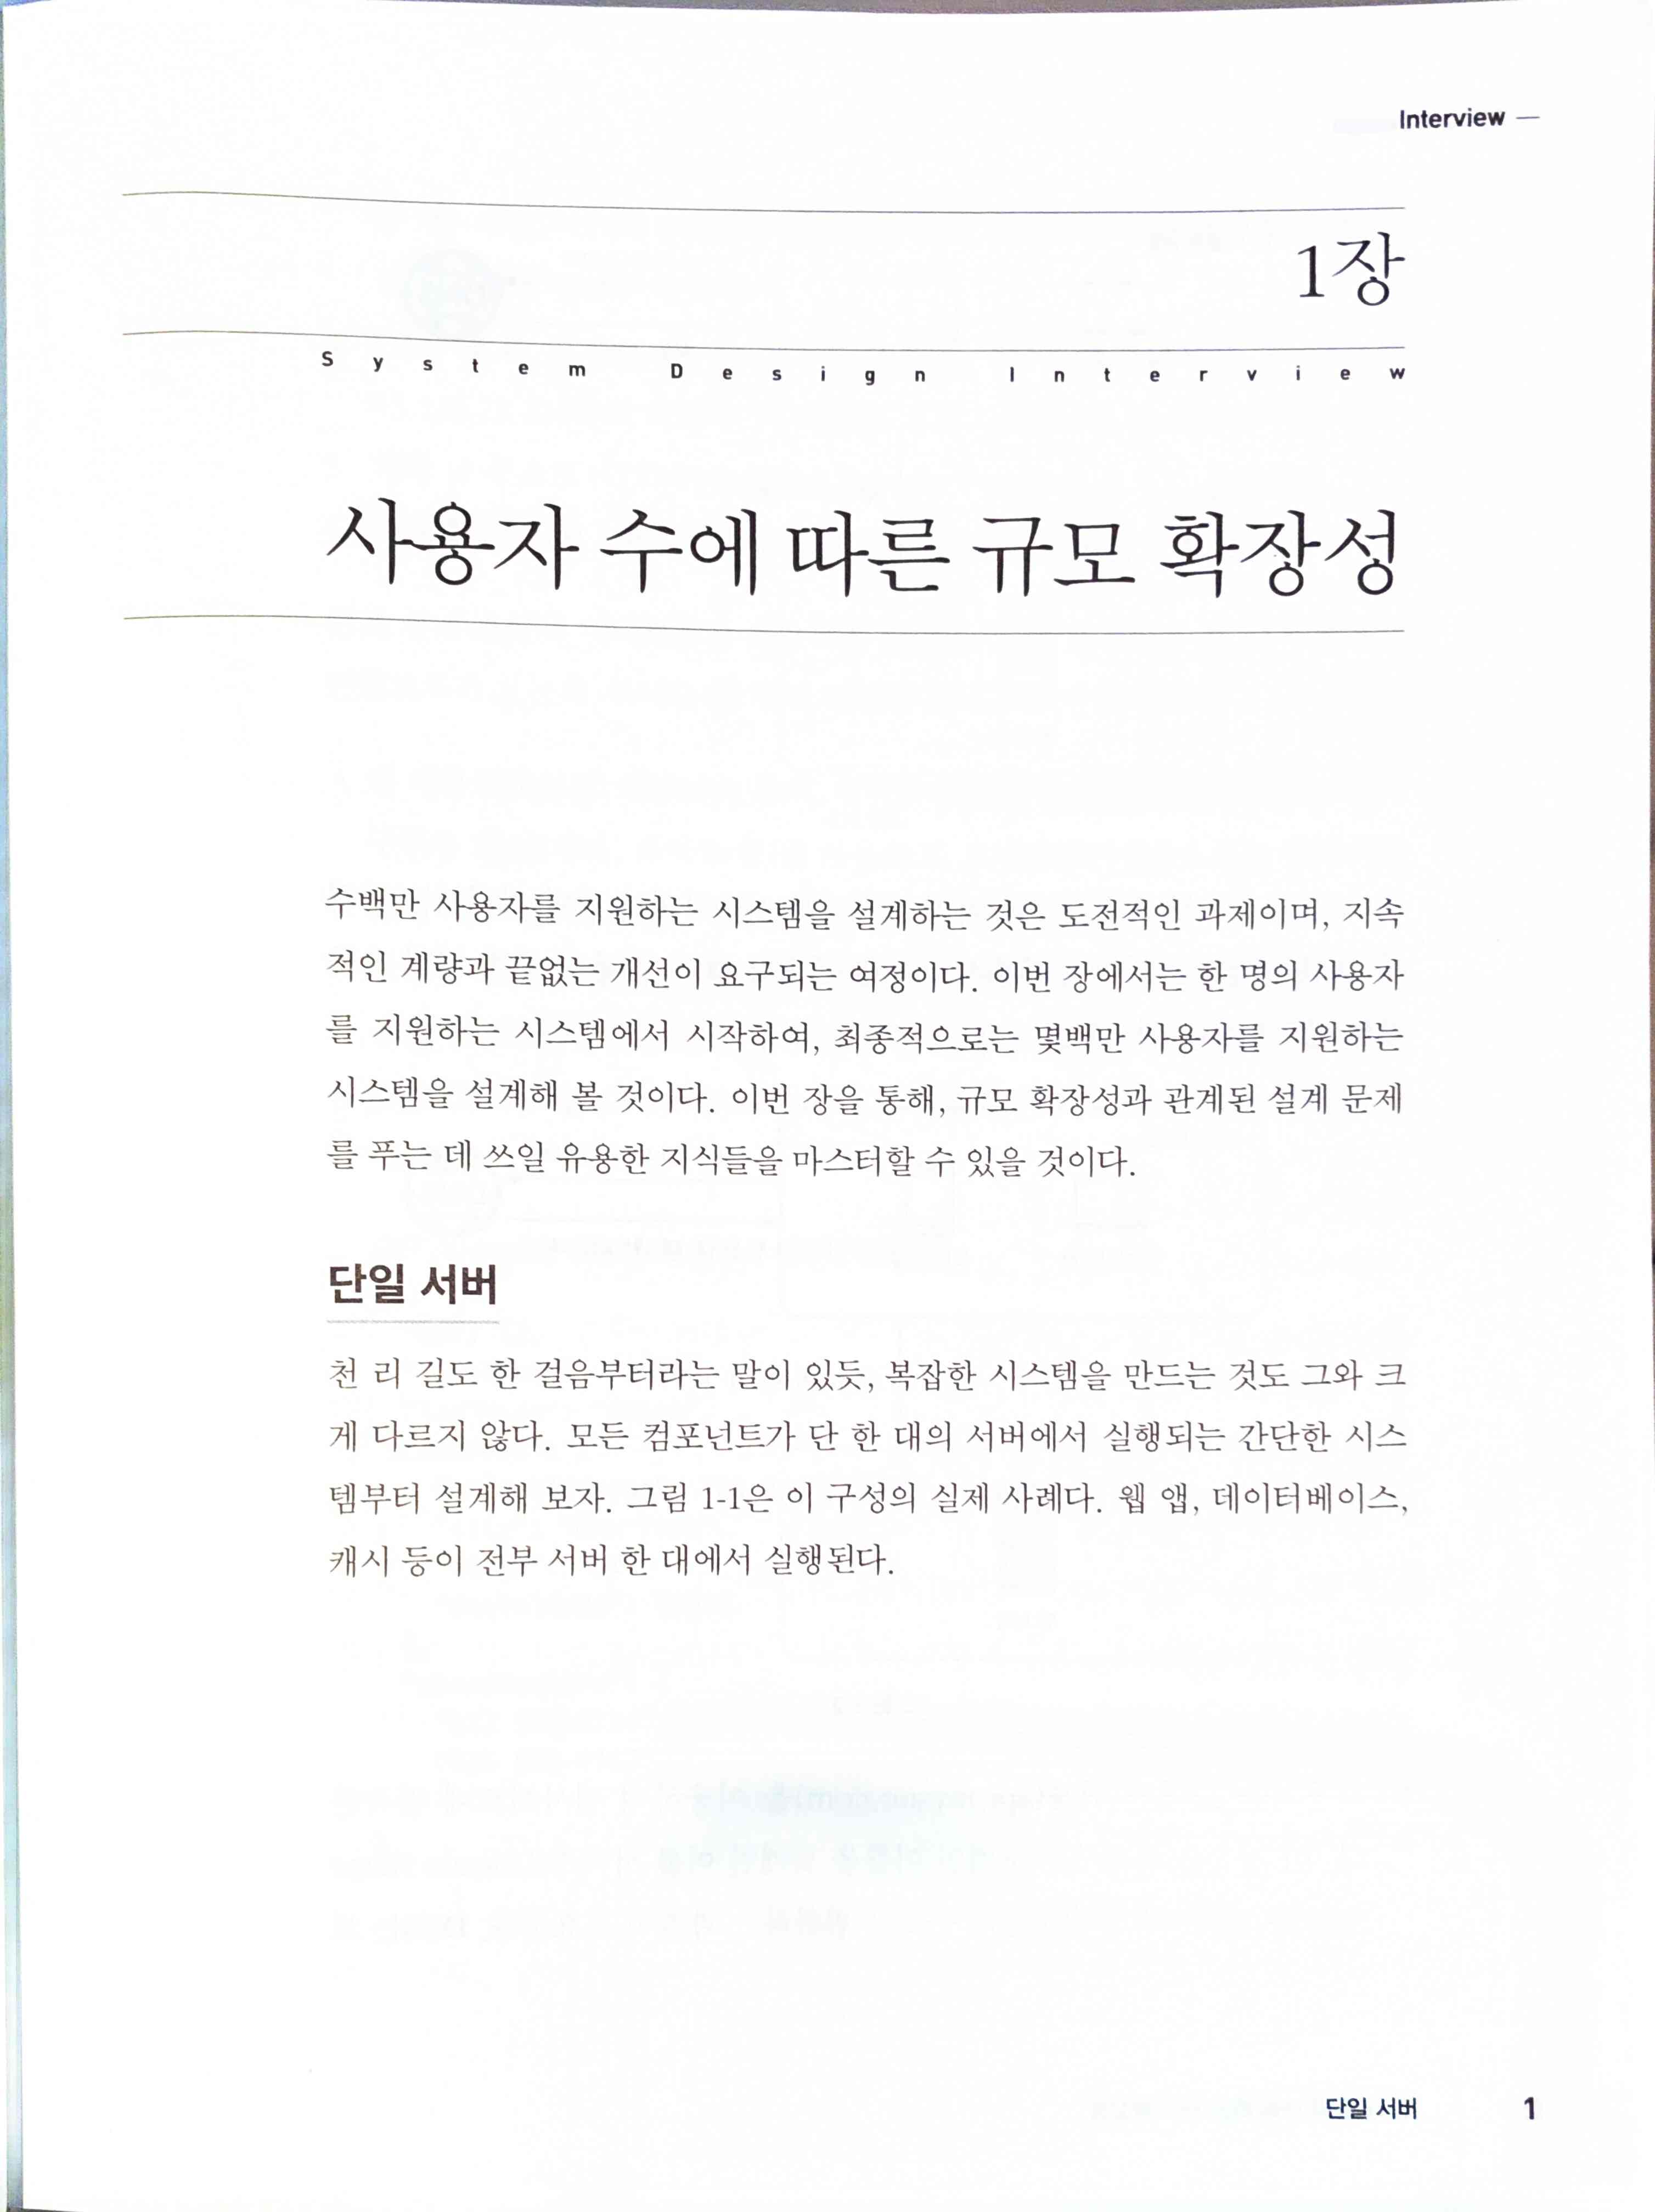 Interview
1장
System Design Interview
사용자 수에 따른 규모 확장성
수백만 사용자를 지원하는 시스템을 설계하는 것은 도전적인 과제이며, 지속
적인 계량과 끝없는 개선이 요구되는 여정이다. 이번 장에서는 한 명의 사용자
를 지원하는 시스템에서 시작하여, 최종적으로는 몇백만 사용자를 지원하는
시스템을 설계해 볼 것이다. 이번 장을 통해, 규모 확장성과 관계된 설계 문제
를 푸는 데 쓰일 유용한 지식들을 마스터할 수 있을 것이다.
단일 서버
천 리 길도 한 걸음부터라는 말이 있듯, 복잡한 시스템을 만드는 것도 그와 크
게 다르지 않다. 모든 컴포넌트가 단 한 대의 서버에서 실행되는 간단한 시스
템부터 설계해 보자. 그림 1-1은 이 구성의 실제 사례다. 웹 앱, 데이터베이스,
캐시 등이 전부 서버 한 대에서 실행된다.
단일 서버 1